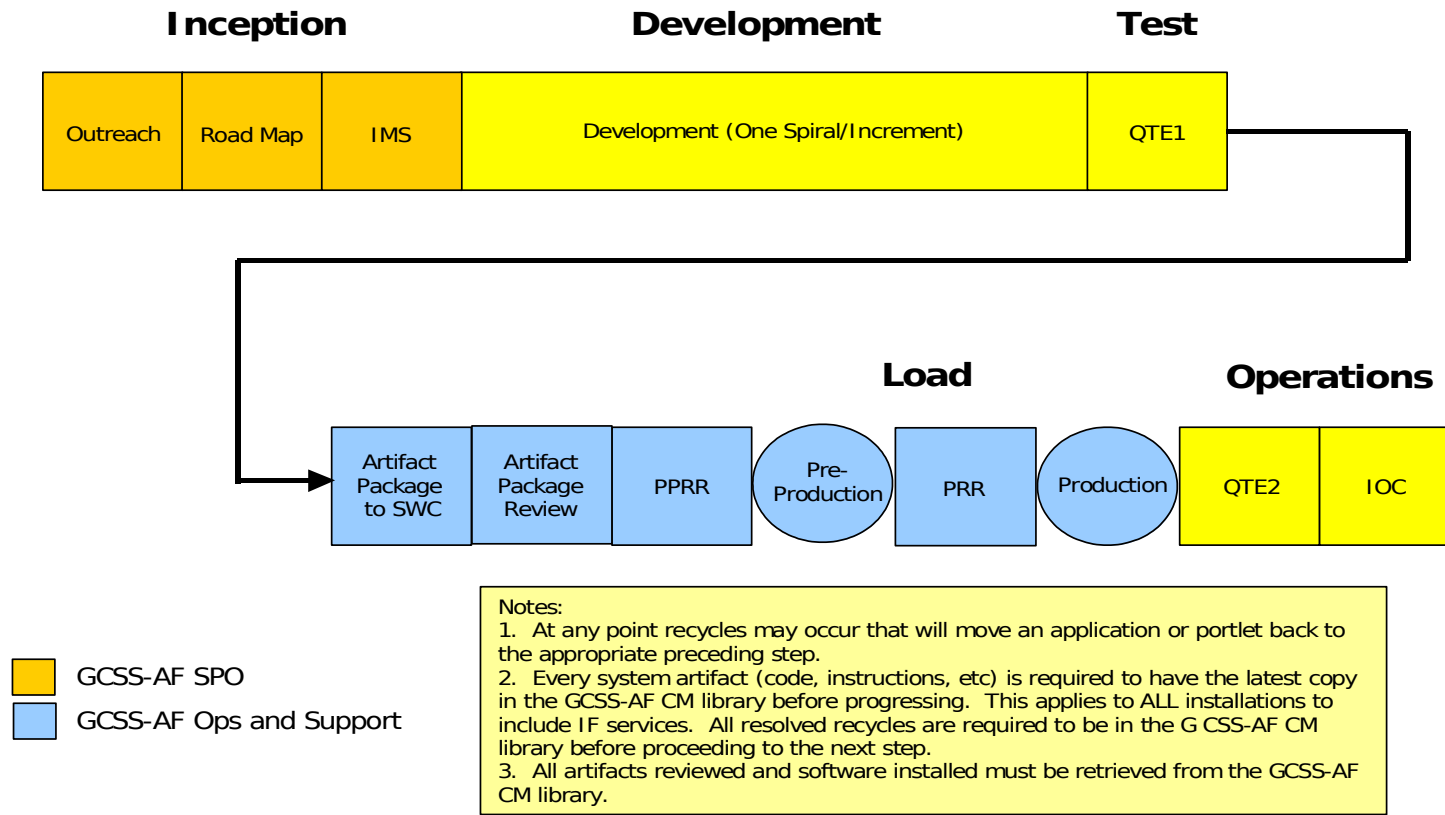 Inception Development Test
Outreach Road Map IMS Development (One Spiral/Increment) QTE1
Load Operations
Artifact
Package
to SWC
Artifact
Package
Review
PPRR
Pre-
Production
PRR
Production
QTE2
IOC
Notes:
1. At any point recycles may occur that will move an application or portlet back to
the appropriate preceding step.
2. Every system artifact (code, instructions, etc) is required to have the latest copy
in the GCSS-AF CM library before progressing. This applies to ALL installations to
include IF services. All resolved recycles are required to be in the G CSS-AF CM
library before proceeding to the next step.
3. All artifacts reviewed and software installed must be retrieved from the GCSS-AF
CM library.
GCSS-AF SPO
GCSS-AF Ops and Support